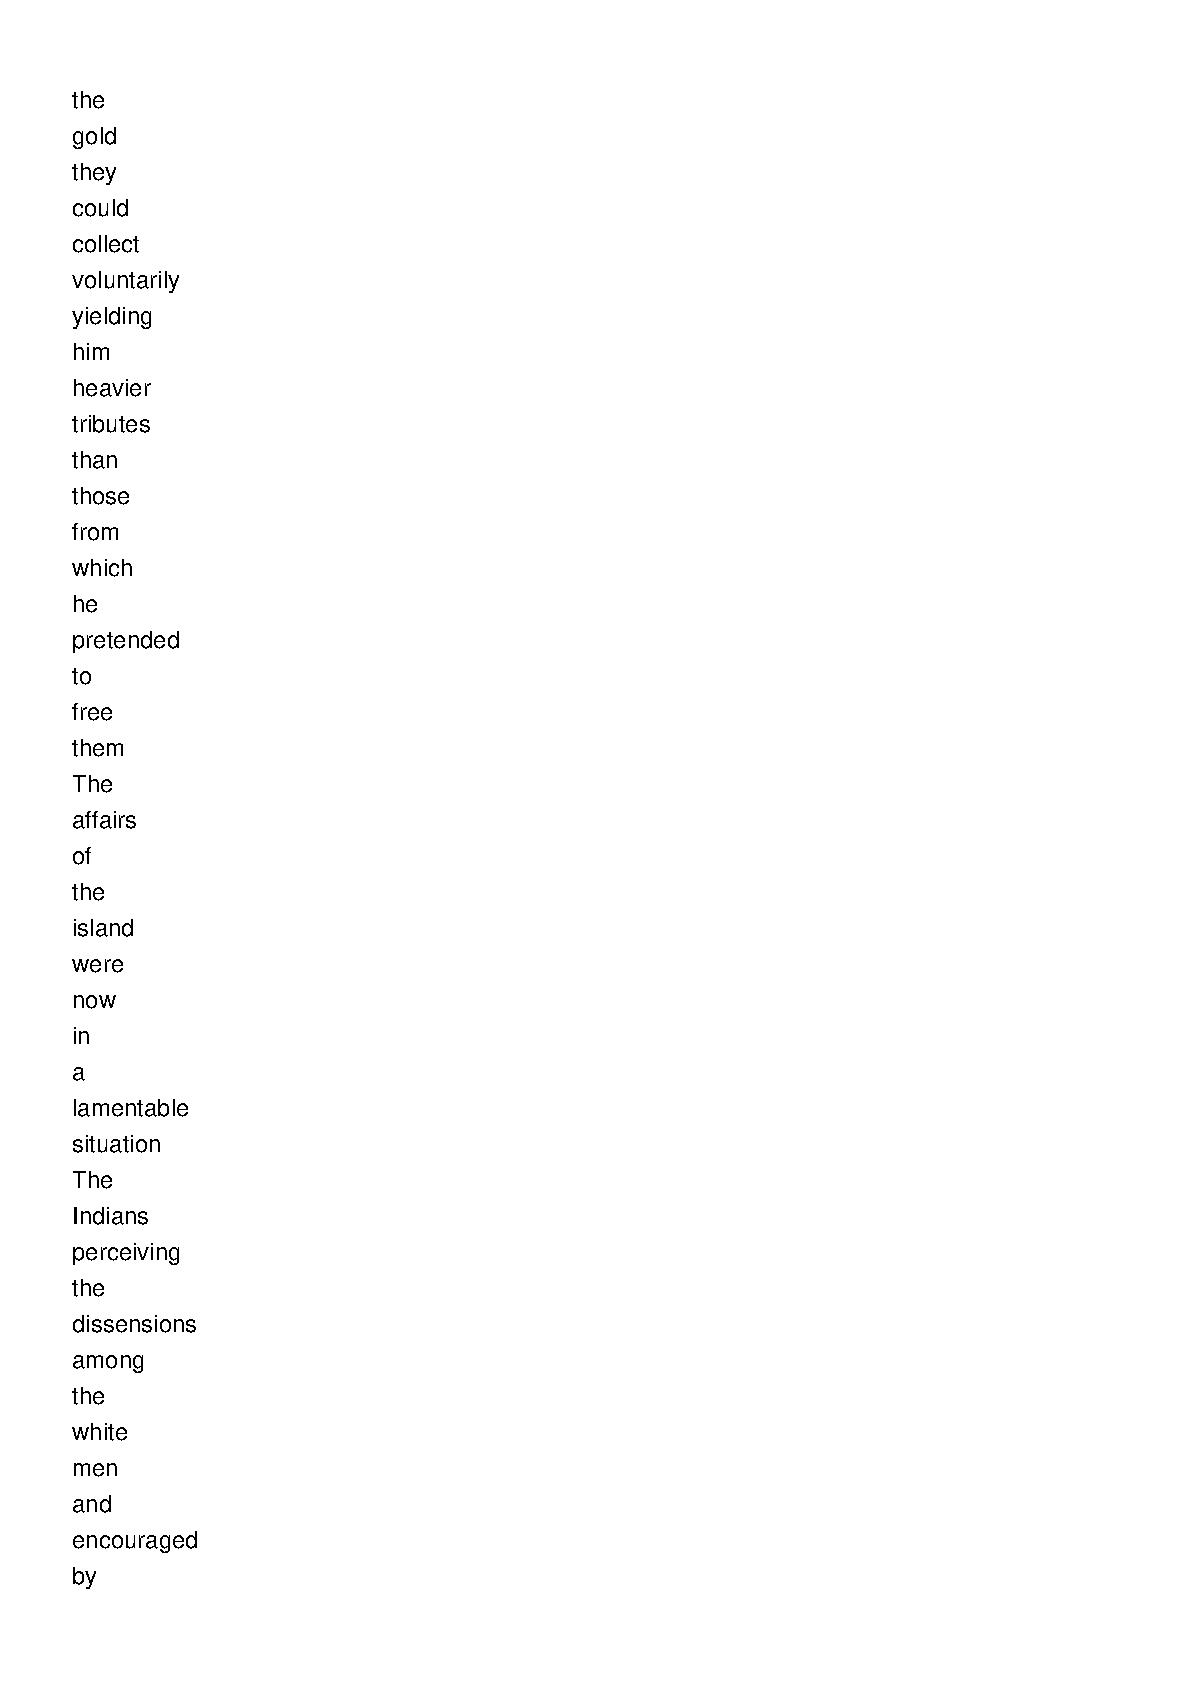 the
gold
they
could
collect
voluntarily
yielding
him
heavier
tributes
than
those
from
which
he
pretended
to
free
them
The
affairs
of
the
island
were
now
in
a
lamentable
situation
The
Indians
perceiving
the
dissensions
among
the
white
men
and
encouraged
by